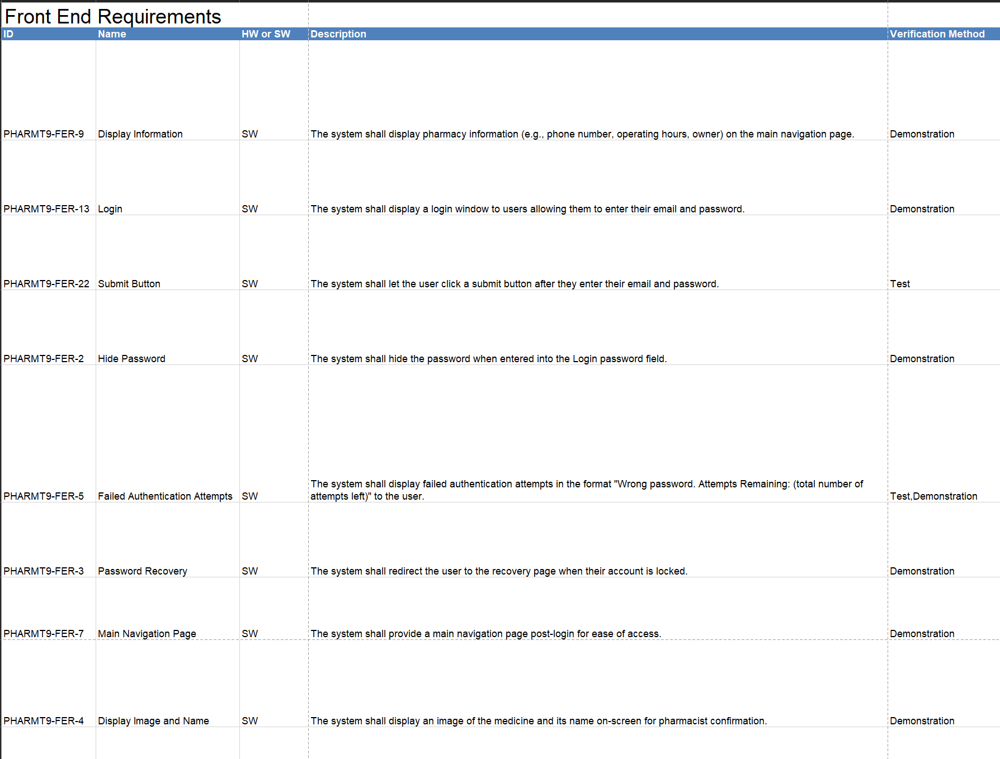 Front End Requirements
ID Name HW or SW Description Verification Method
PHARMT9-FER-9 Display Information SW The system shall display pharmacy information (e.g., phone number, operating hours, owner) on the main navigation page. Demonstration
PHARMT9-FER-13 Login SW The system shall display a login window to users allowing them to enter their email and password. Demonstration
PHARMT9-FER-22 Submit Button SW The system shall let the user click a submit button after they enter their email and password. Test
PHARMT9-FER-2 Hide Password SW The system shall hide the password when entered into the Login password field. Demonstration
The system shall display failed authentication attempts in the format "Wrong password. Attempts Remaining: (total number of
PHARMT9-FER-5 Failed Authentication Attempts SW attempts left)" to the user. Test,Demonstration
PHARMT9-FER-3 Password Recovery SW The system shall redirect the user to the recovery page when their account is locked. Demonstration
PHARMT9-FER-7 Main Navigation Page SW The system shall provide a main navigation page post-login for ease of access. Demonstration
PHARMT9-FER-4 Display Image and Name SW The system shall display an image of the medicine and its name on-screen for pharmacist confirmation. Demonstration